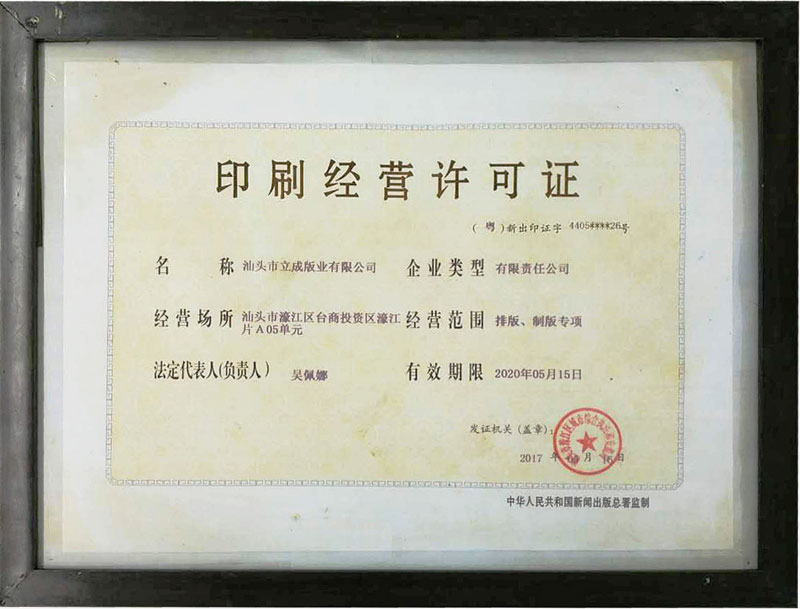 印刷经营许可证
（粤）新出印证字 4405****26号
名 称 汕头市立成版业有限公司
企业类型 有限责任公司
经营场所 汕头市濠江区台商投资区濠江
片A05单元
经营范围 排版、制版专项
法定代表人(负责人) 吴佩娜
有效期限 2020年05月15日
发证机关(盖章):
2017 年 月 16日
中华人民共和国新闻出版总署监制